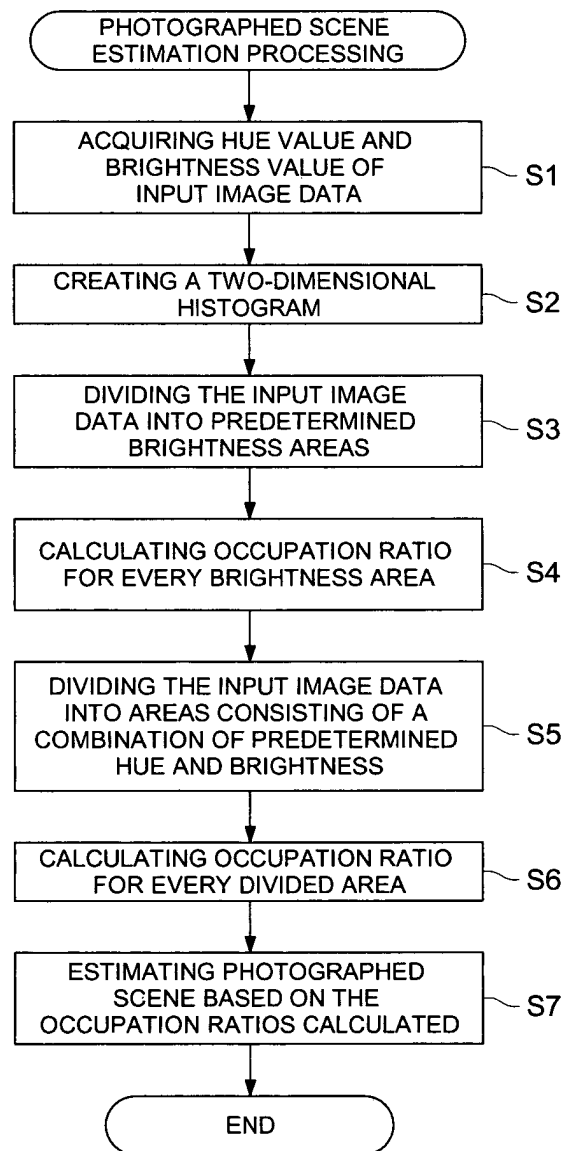 PHOTOGRAPHED SCENE
ESTIMATION PROCESSING
ACQUIRING HUE VALUE AND
BRIGHTNESS VALUE OF
INPUT IMAGE DATA
S1
CREATING A TWO-DIMENSIONAL
HISTOGRAM
S2
DIVIDING THE INPUT IMAGE
DATA INTO PREDETERMINED
BRIGHTNESS AREAS
S3
CALCULATING OCCUPATION RATIO
FOR EVERY BRIGHTNESS AREA
S4
DIVIDING THE INPUT IMAGE DATA
INTO AREAS CONSISTING OF A
COMBINATION OF PREDETERMINED
HUE AND BRIGHTNESS
S5
CALCULATING OCCUPATION RATIO
FOR EVERY DIVIDED AREA
S6
ESTIMATING PHOTOGRAPHED
SCENE BASED ON THE
OCCUPATION RATIOS CALCULATED
S7
END